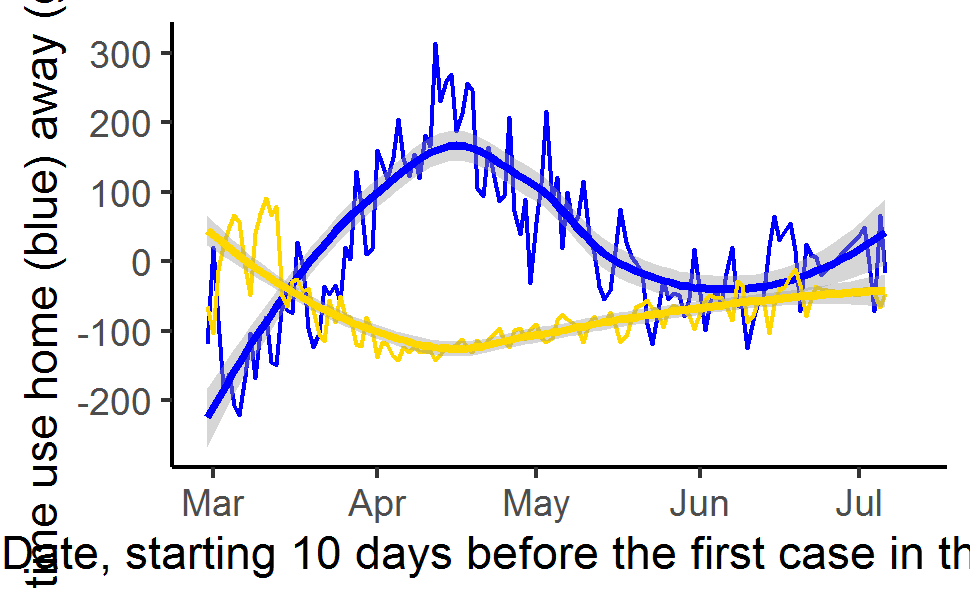 time use home (blue) away (
300
200
100
0
-100
-200
Mar Apr May Jun Jul
Date, starting 10 days before the first case in th